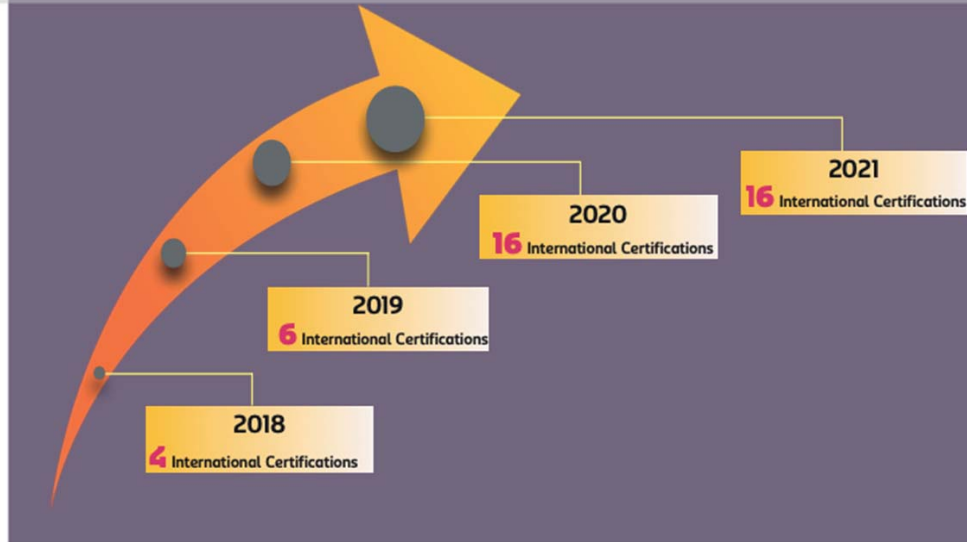 2021
16 International Certifications
2020
16 International Certifications
2019
6 International Certifications
2018
4 International Certifications